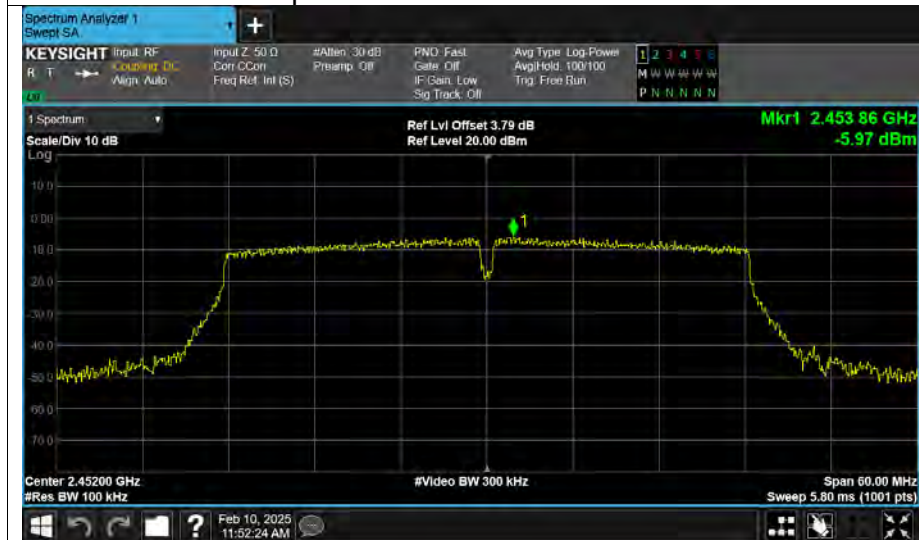 Spectrum Analyzer 1
Swept SA
+
KEYSIGHT Input: RF Input Z: 50 Ω #Atten: 30 dB PNO: Fast Avg Type: Log-Power 1 2 3 4 5 6
R T Coupling: DC Corr CCorr Preamp: Off Gate: Off Avg|Hold: 100/100 M W W W W W
Align: Auto Freq Ref: Int (S) IF Gain: Low Trig: Free Run
Sig Track: Off P N N N N N
1 Spectrum
Ref Lvl Offset 3.79 dB Mkr1 2.453 86 GHz
Scale/Div 10 dB Ref Level 20.00 dBm -5.97 dBm
Log
10.0
0.00
1
-10.0
-20.0
-30.0
-40.0
-50.0
-60.0
-70.0
Center 2.45200 GHz #Video BW 300 kHz Span 60.00 MHz
#Res BW 100 kHz Sweep 5.80 ms (1001 pts)
? Feb 10, 2025
11:52:24 AM